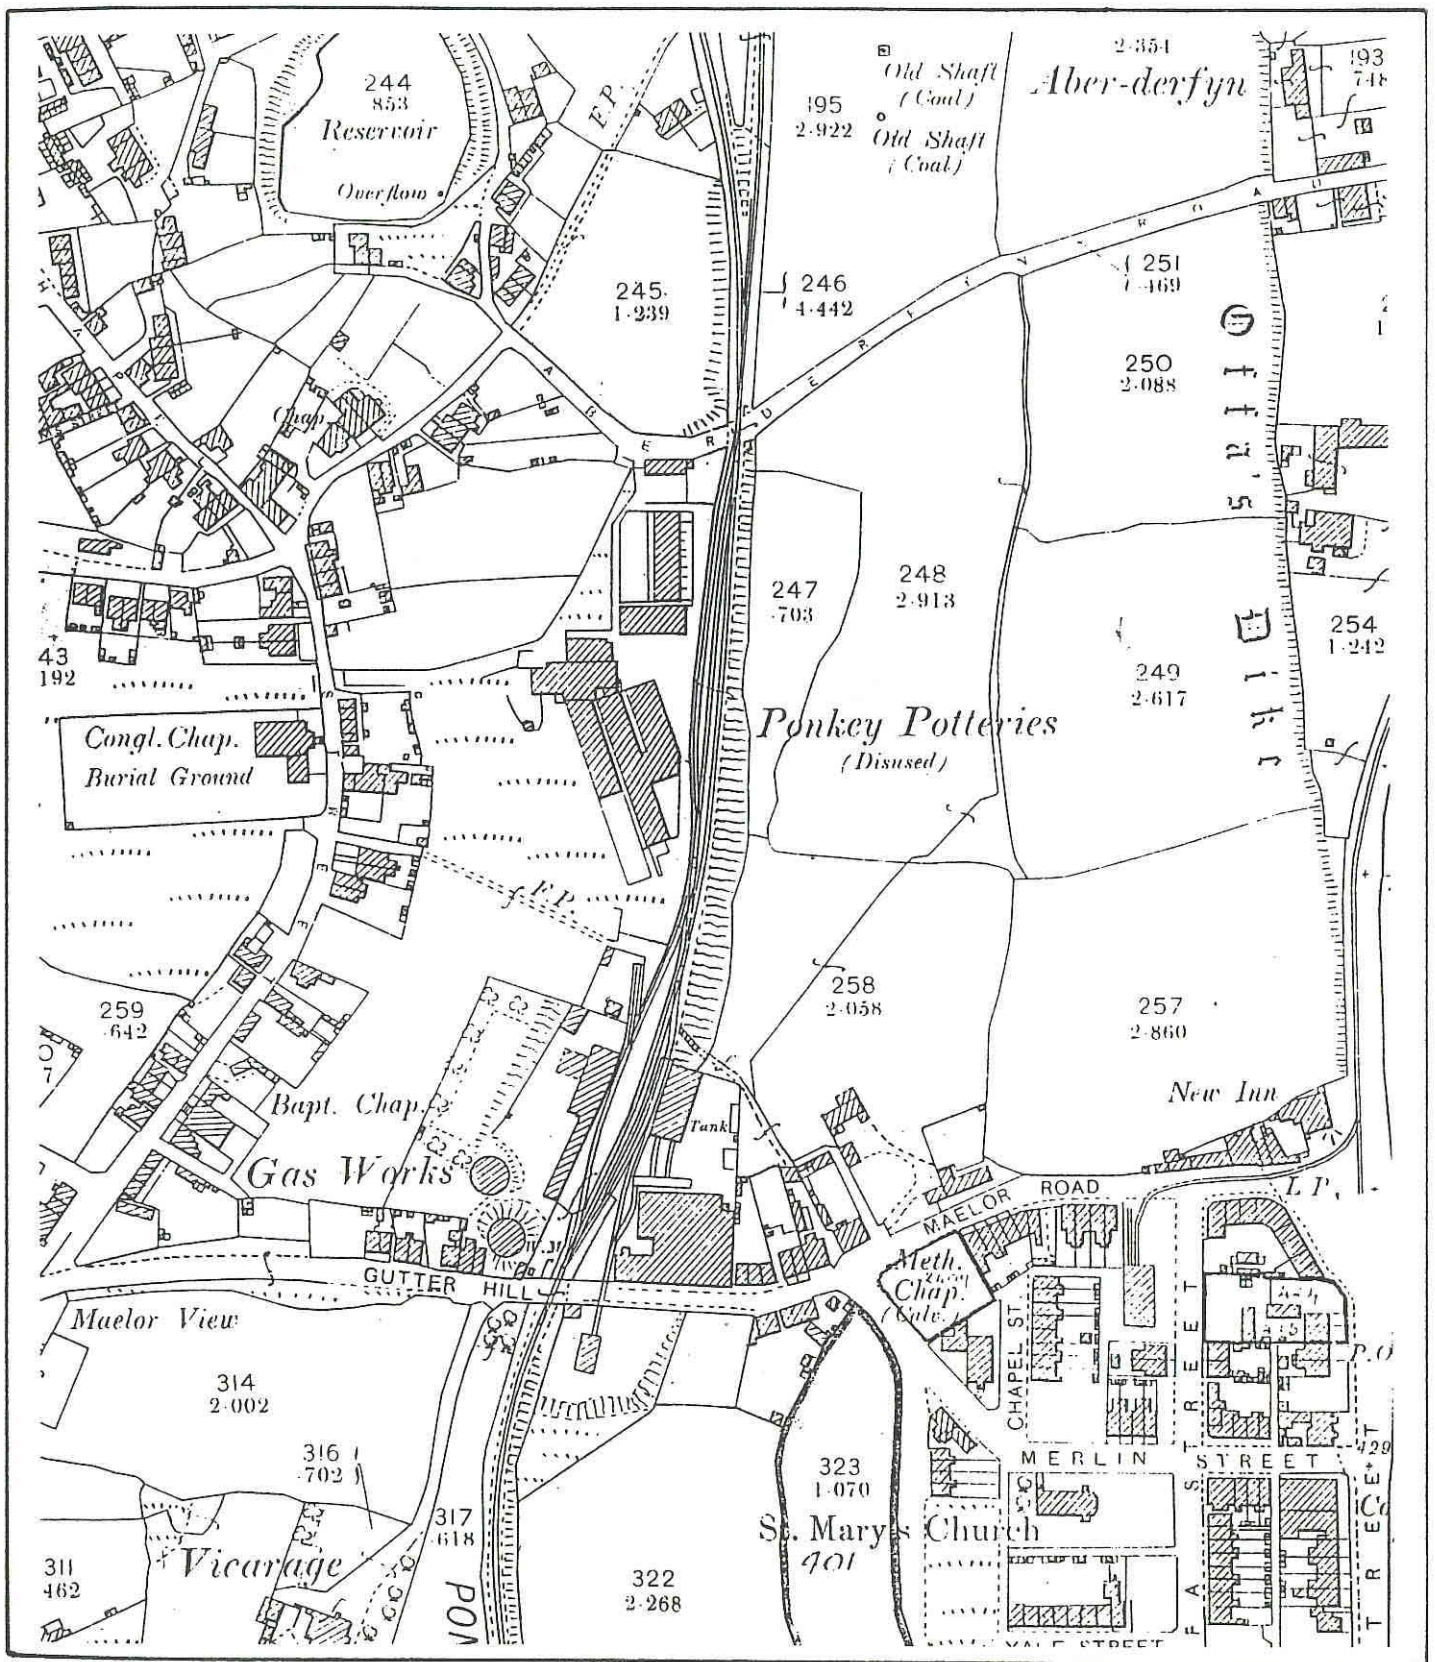 244
853
Reservoir
Overflow
F.P.
195
2·922
Old Shaft
(Coal)
Old Shaft
(Coal)
2·354
Aber-derfyn
193
748
245
1·239
246
4·442
251
1·469
250
2·088
ABERDERFYN ROAD
Offa's Dike
Chap.
247
·703
248
2·913
249
2·617
254
1·242
43
192
Congl. Chap.
Burial Ground
Ponkey Potteries
(Disused)
F.P.
259
·642
258
2·058
257
2·860
New Inn
Bapt. Chap.
Gas Works
Tank
W.M.
L.P.
MAELOR ROAD
GUTTER HILL
Meth.
Chap.
(Calv.)
Maelor View
CHAPEL ST.
P.O
314
2·002
316
·702
317
·618
323
1·070
MERLIN STREET
429
St. Mary's Church
901
Vicarage
311
462
322
2·268
PON
STREET
YALE STREET